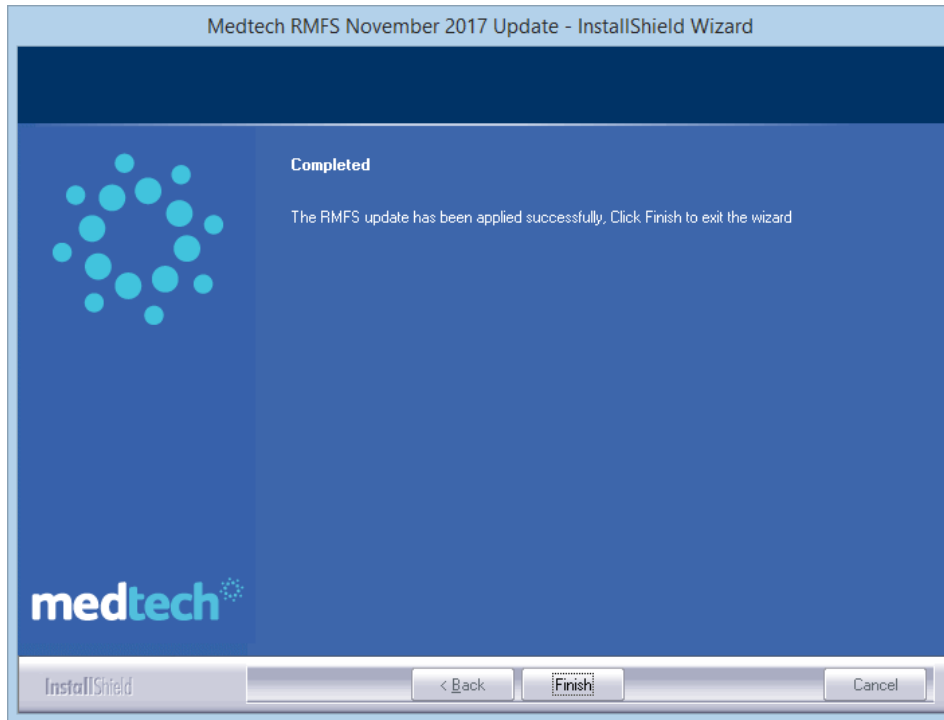 Medtech RMFS November 2017 Update - InstallShield Wizard
Completed
The RMFS update has been applied successfully, Click Finish to exit the wizard
medtech
InstallShield
< Back
Finish
Cancel